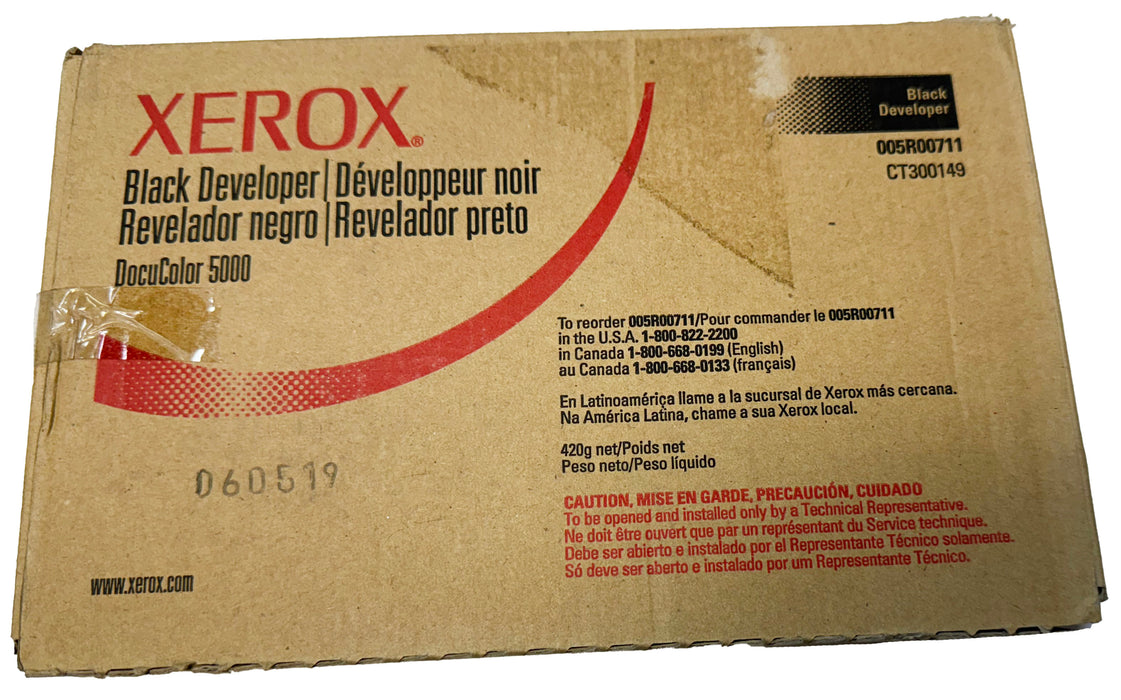 XEROX®
Black Developer | Développeur noir
Revelador negro | Revelador preto
DocuColor 5000
Black
Developer
005R00711
CT300149
To reorder 005R00711/Pour commander le 005R00711
in the U.S.A. 1-800-822-2200
in Canada 1-800-668-0199 (English)
au Canada 1-800-668-0133 (français)
En Latinoamérica llame a la sucursal de Xerox más cercana.
Na América Latina, chame a sua Xerox local.
420g net/Poids net
Peso neto/Peso líquido
CAUTION, MISE EN GARDE, PRECAUCIÓN, CUIDADO
To be opened and installed only by a Technical Representative.
Ne doit être ouvert que par un représentant du Service technique.
Debe ser abierto e instalado por el Representante Técnico solamente.
Só deve ser aberto e instalado por um Representante Técnico.
060519
www.xerox.com